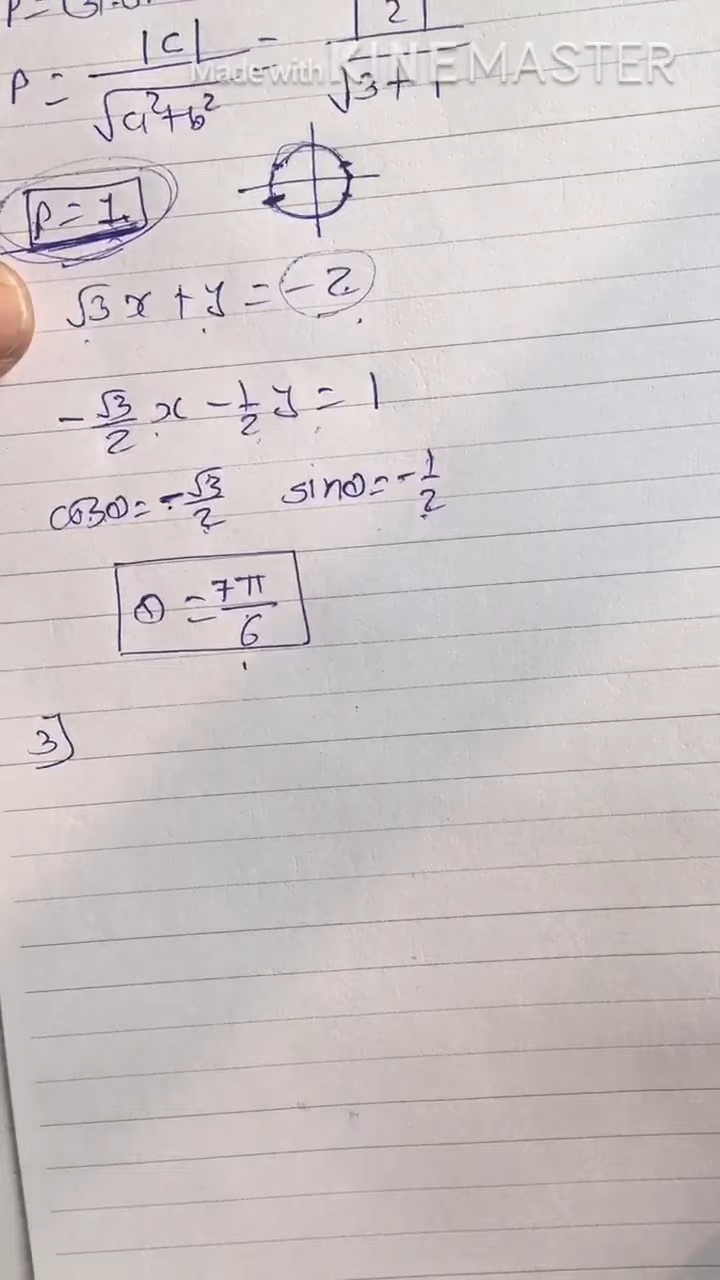 P = |c| / √a²+b² = |2| / √3+1
Made with KINEMASTER
P = 1
√3x + y = -2
-√3/2 x - 1/2 y = 1
cosθ = -√3/2 sinθ = -1/2
θ = 7π/6
3]